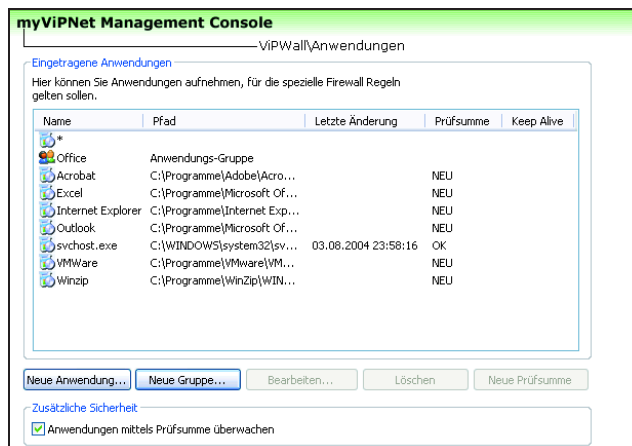 myViPNet Management Console
ViPWall\Anwendungen
Eingetragene Anwendungen
Hier können Sie Anwendungen aufnehmen, für die spezielle Firewall Regeln
gelten sollen.
Name Pfad Letzte Änderung Prüfsumme Keep Alive
*
Office Anwendungs-Gruppe
Acrobat C:\Programme\Adobe\Acro... NEU
Excel C:\Programme\Microsoft Of... NEU
Internet Explorer C:\Programme\Internet Exp... NEU
Outlook C:\Programme\Microsoft Of... NEU
svchost.exe C:\WINDOWS\system32\sv... 03.08.2004 23:58:16 OK
VMWare C:\Programme\VMware\VM... NEU
Winzip C:\Programme\WinZip\WIN... NEU
Neue Anwendung... Neue Gruppe... Bearbeiten... Löschen Neue Prüfsumme
Zusätzliche Sicherheit
Anwendungen mittels Prüfsumme überwachen